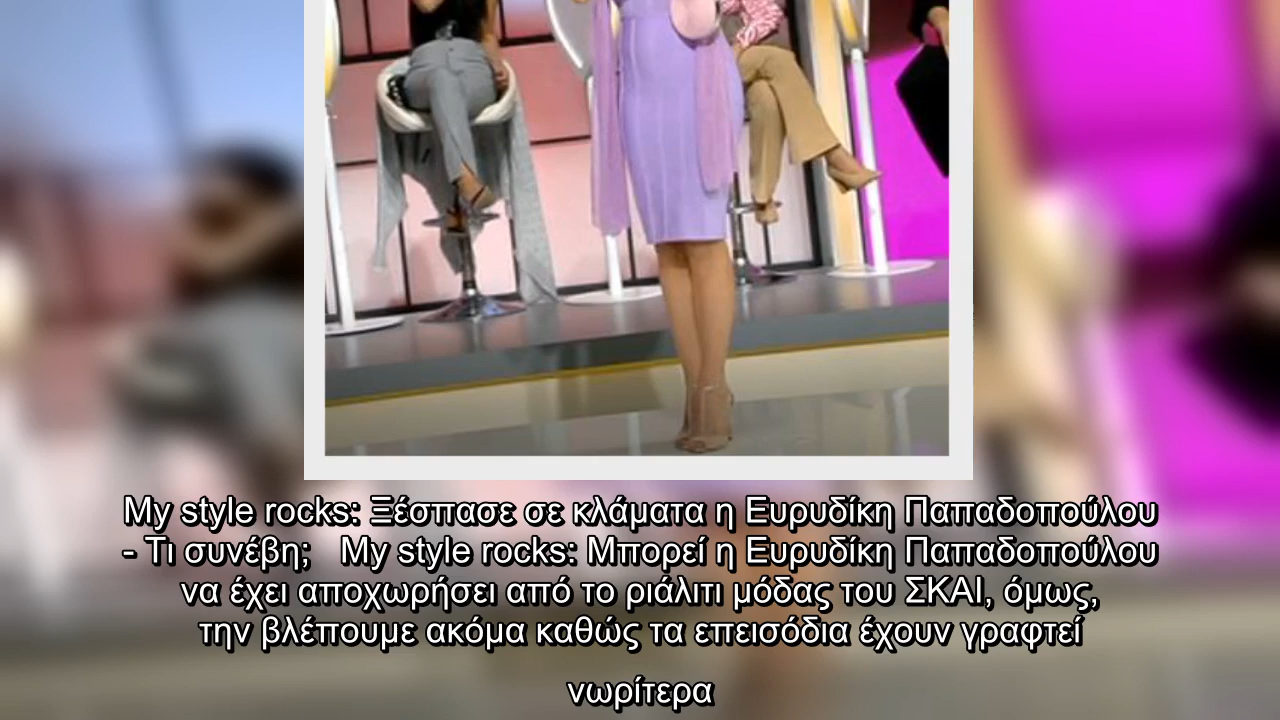 My style rocks: Ξέσπασε σε κλάματα η Ευρυδίκη Παπαδοπούλου
- Τι συνέβη;   My style rocks: Μπορεί η Ευρυδίκη Παπαδοπούλου
να έχει αποχωρήσει από το ριάλιτι μόδας του ΣΚΑΙ, όμως,
την βλέπουμε ακόμα καθώς τα επεισόδια έχουν γραφτεί
νωρίτερα